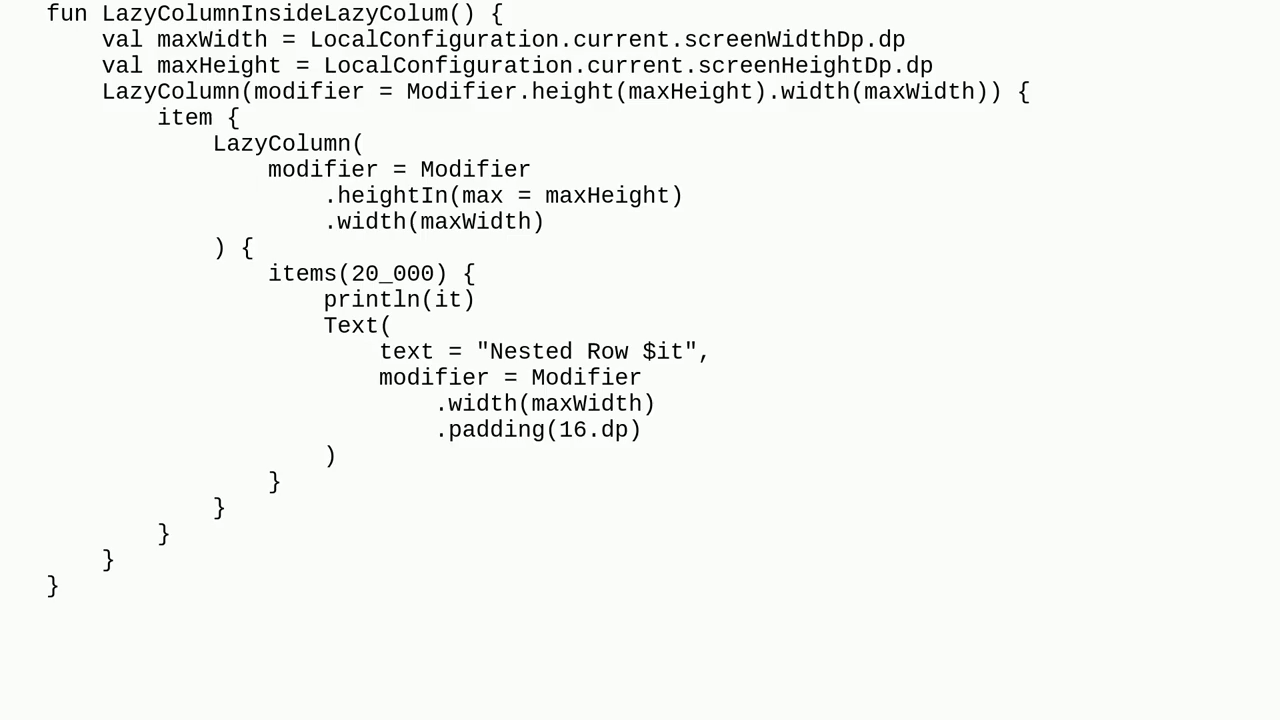 fun LazyColumnInsideLazyColum() {
    val maxWidth = LocalConfiguration.current.screenWidthDp.dp
    val maxHeight = LocalConfiguration.current.screenHeightDp.dp
    LazyColumn(modifier = Modifier.height(maxHeight).width(maxWidth)) {
        item {
            LazyColumn(
                modifier = Modifier
                    .heightIn(max = maxHeight)
                    .width(maxWidth)
            ) {
                items(20_000) {
                    println(it)
                    Text(
                        text = "Nested Row $it",
                        modifier = Modifier
                            .width(maxWidth)
                            .padding(16.dp)
                    )
                }
            }
        }
    }
}